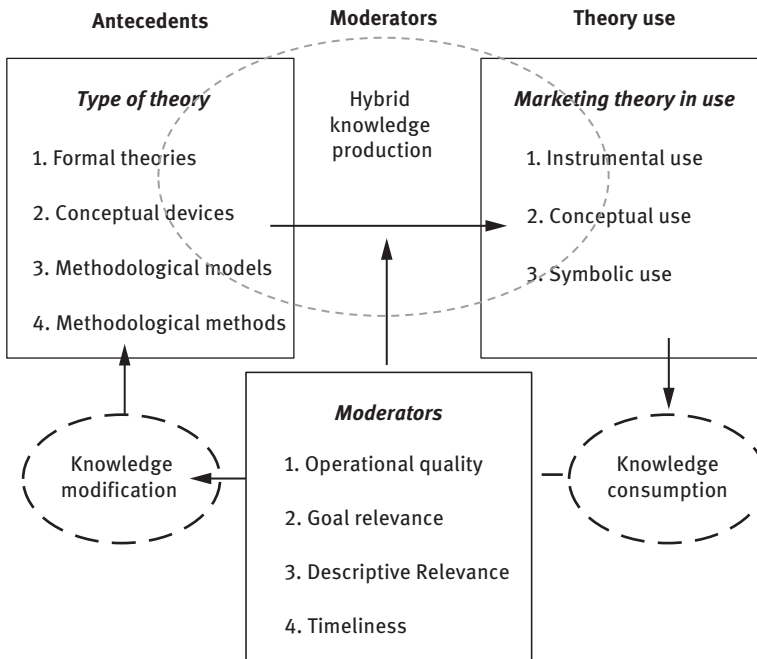 Antecedents
Moderators
Theory use
Type of theory
1. Formal theories
2. Conceptual devices
3. Methodological models
4. Methodological methods
Hybrid
knowledge
production
Marketing theory in use
1. Instrumental use
2. Conceptual use
3. Symbolic use
Knowledge
modification
Moderators
1. Operational quality
2. Goal relevance
3. Descriptive Relevance
4. Timeliness
Knowledge
consumption